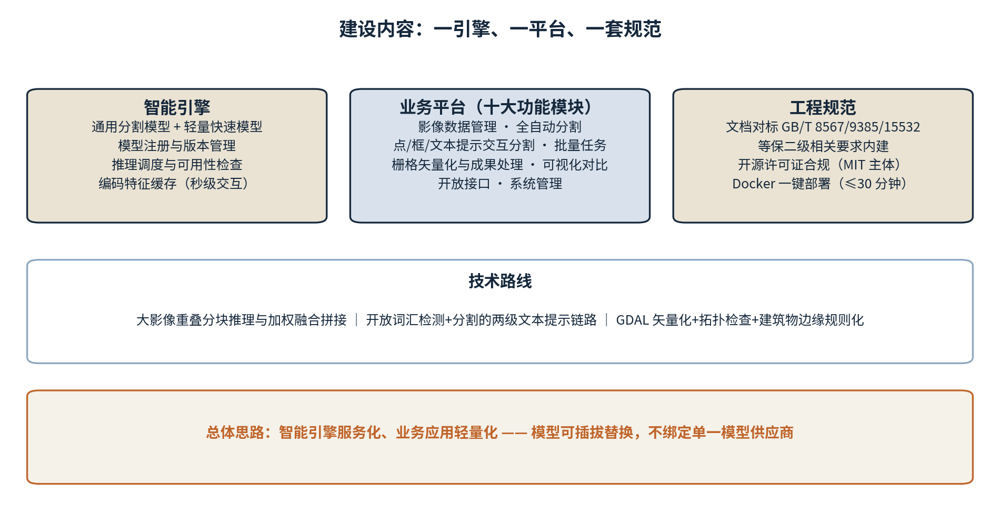 建设内容：一引擎、一平台、一套规范
智能引擎
通用分割模型 + 轻量快速模型
模型注册与版本管理
推理调度与可用性检查
编码特征缓存（秒级交互）
业务平台（十大功能模块）
影像数据管理 · 全自动分割
点/框/文本提示交互分割 · 批量任务
栅格矢量化与成果处理 · 可视化对比
开放接口 · 系统管理
工程规范
文档对标 GB/T 8567/9385/15532
等保二级相关要求内建
开源许可证合规（MIT 主体）
Docker 一键部署（≤30 分钟）
技术路线
大影像重叠分块推理与加权融合拼接 ｜ 开放词汇检测+分割的两级文本提示链路 ｜ GDAL 矢量化+拓扑检查+建筑物边缘规则化
总体思路：智能引擎服务化、业务应用轻量化 —— 模型可插拔替换，不绑定单一模型供应商